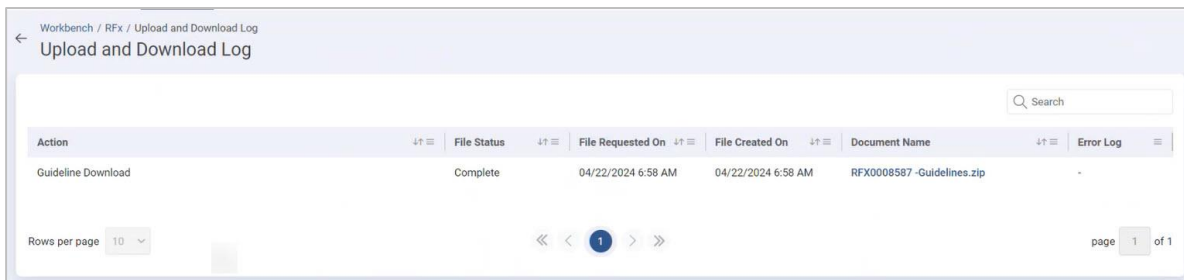 Workbench / RFx / Upload and Download Log
Upload and Download Log
Search
Action File Status File Requested On File Created On Document Name Error Log
Guideline Download Complete 04/22/2024 6:58 AM 04/22/2024 6:58 AM RFX0008587 -Guidelines.zip -
Rows per page 10 1 page 1 of 1